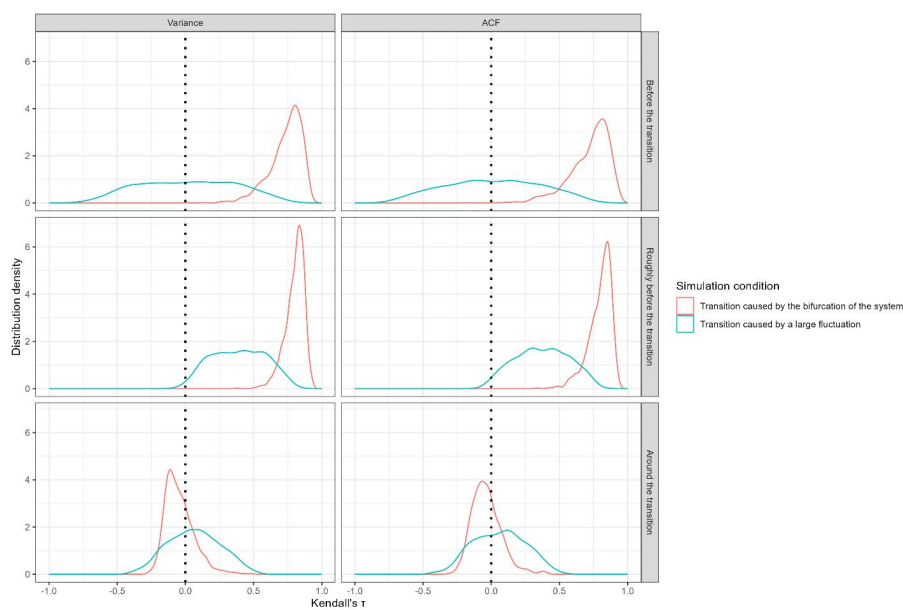 Variance ACF
6
4
2
0
Before the transition
6
4
2
0
Roughly before the transition
6
4
2
0
Around the transition
Distribution density
-1.0 -0.5 0.0 0.5 1.0 -1.0 -0.5 0.0 0.5 1.0
Kendall's τ
Simulation condition
Transition caused by the bifurcation of the system
Transition caused by a large fluctuation